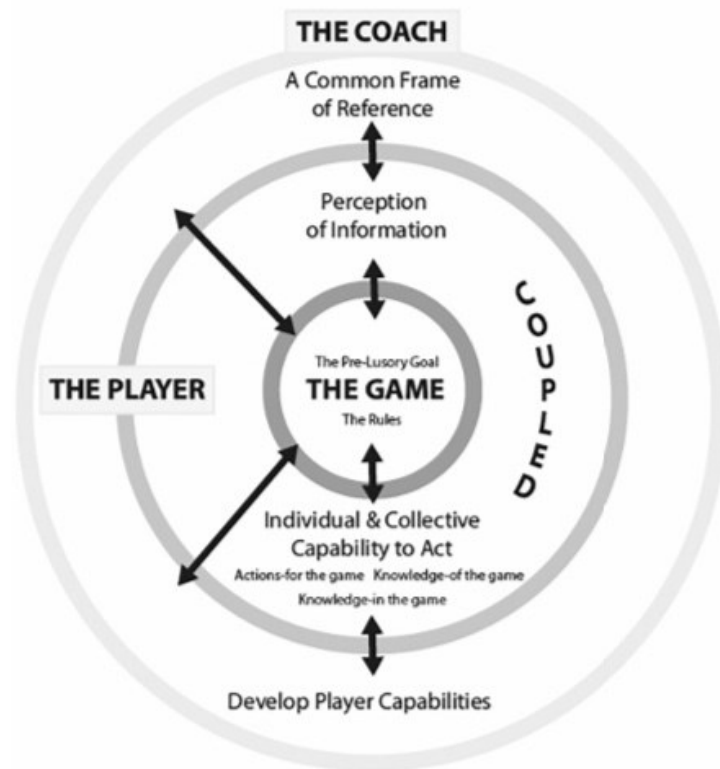 THE COACH
A Common Frame
of Reference
Perception
of Information
COUPLED
The Pre-Lusory Goal
THE PLAYER
THE GAME
The Rules
Individual & Collective
Capability to Act
Actions-for the game Knowledge-of the game
Knowledge-in the game
Develop Player Capabilities